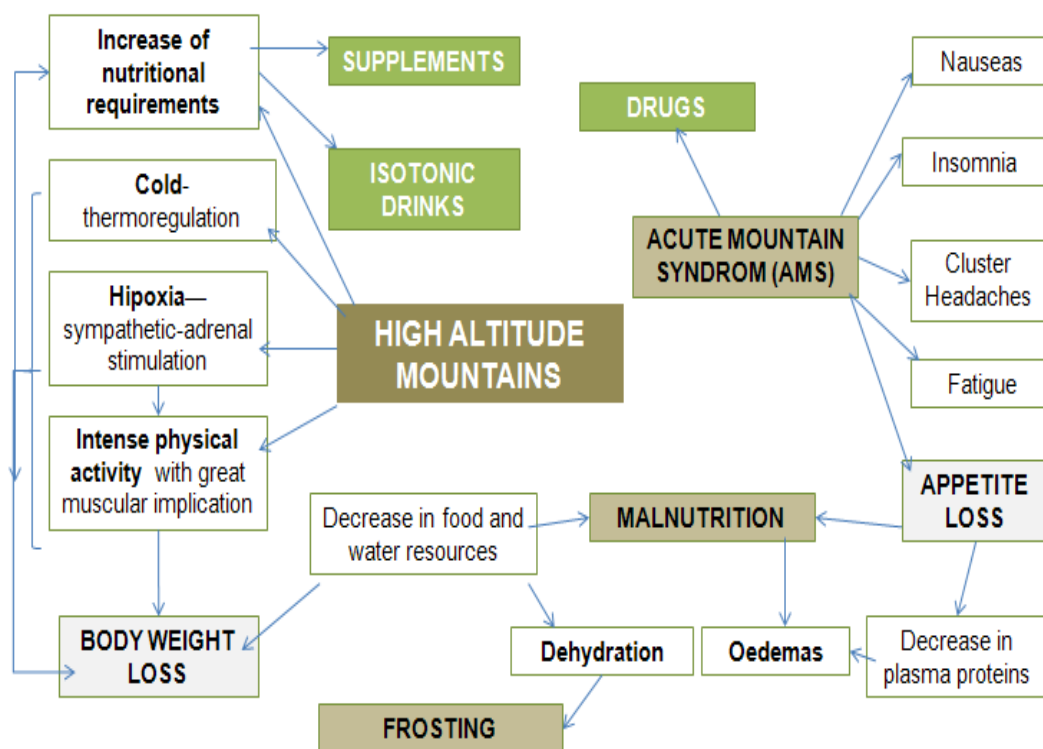 Increase of
nutritional
requirements
SUPPLEMENTS
ISOTONIC
DRINKS
Cold-
thermoregulation
Hipoxia—
sympathetic-adrenal
stimulation
Intense physical
activity with great
muscular implication
BODY WEIGHT
LOSS
HIGH ALTITUDE
MOUNTAINS
DRUGS
ACUTE MOUNTAIN
SYNDROM (AMS)
Nauseas
Insomnia
Cluster
Headaches
Fatigue
APPETITE
LOSS
Decrease in food and
water resources
MALNUTRITION
Dehydration
Oedemas
Decrease in
plasma proteins
FROSTING